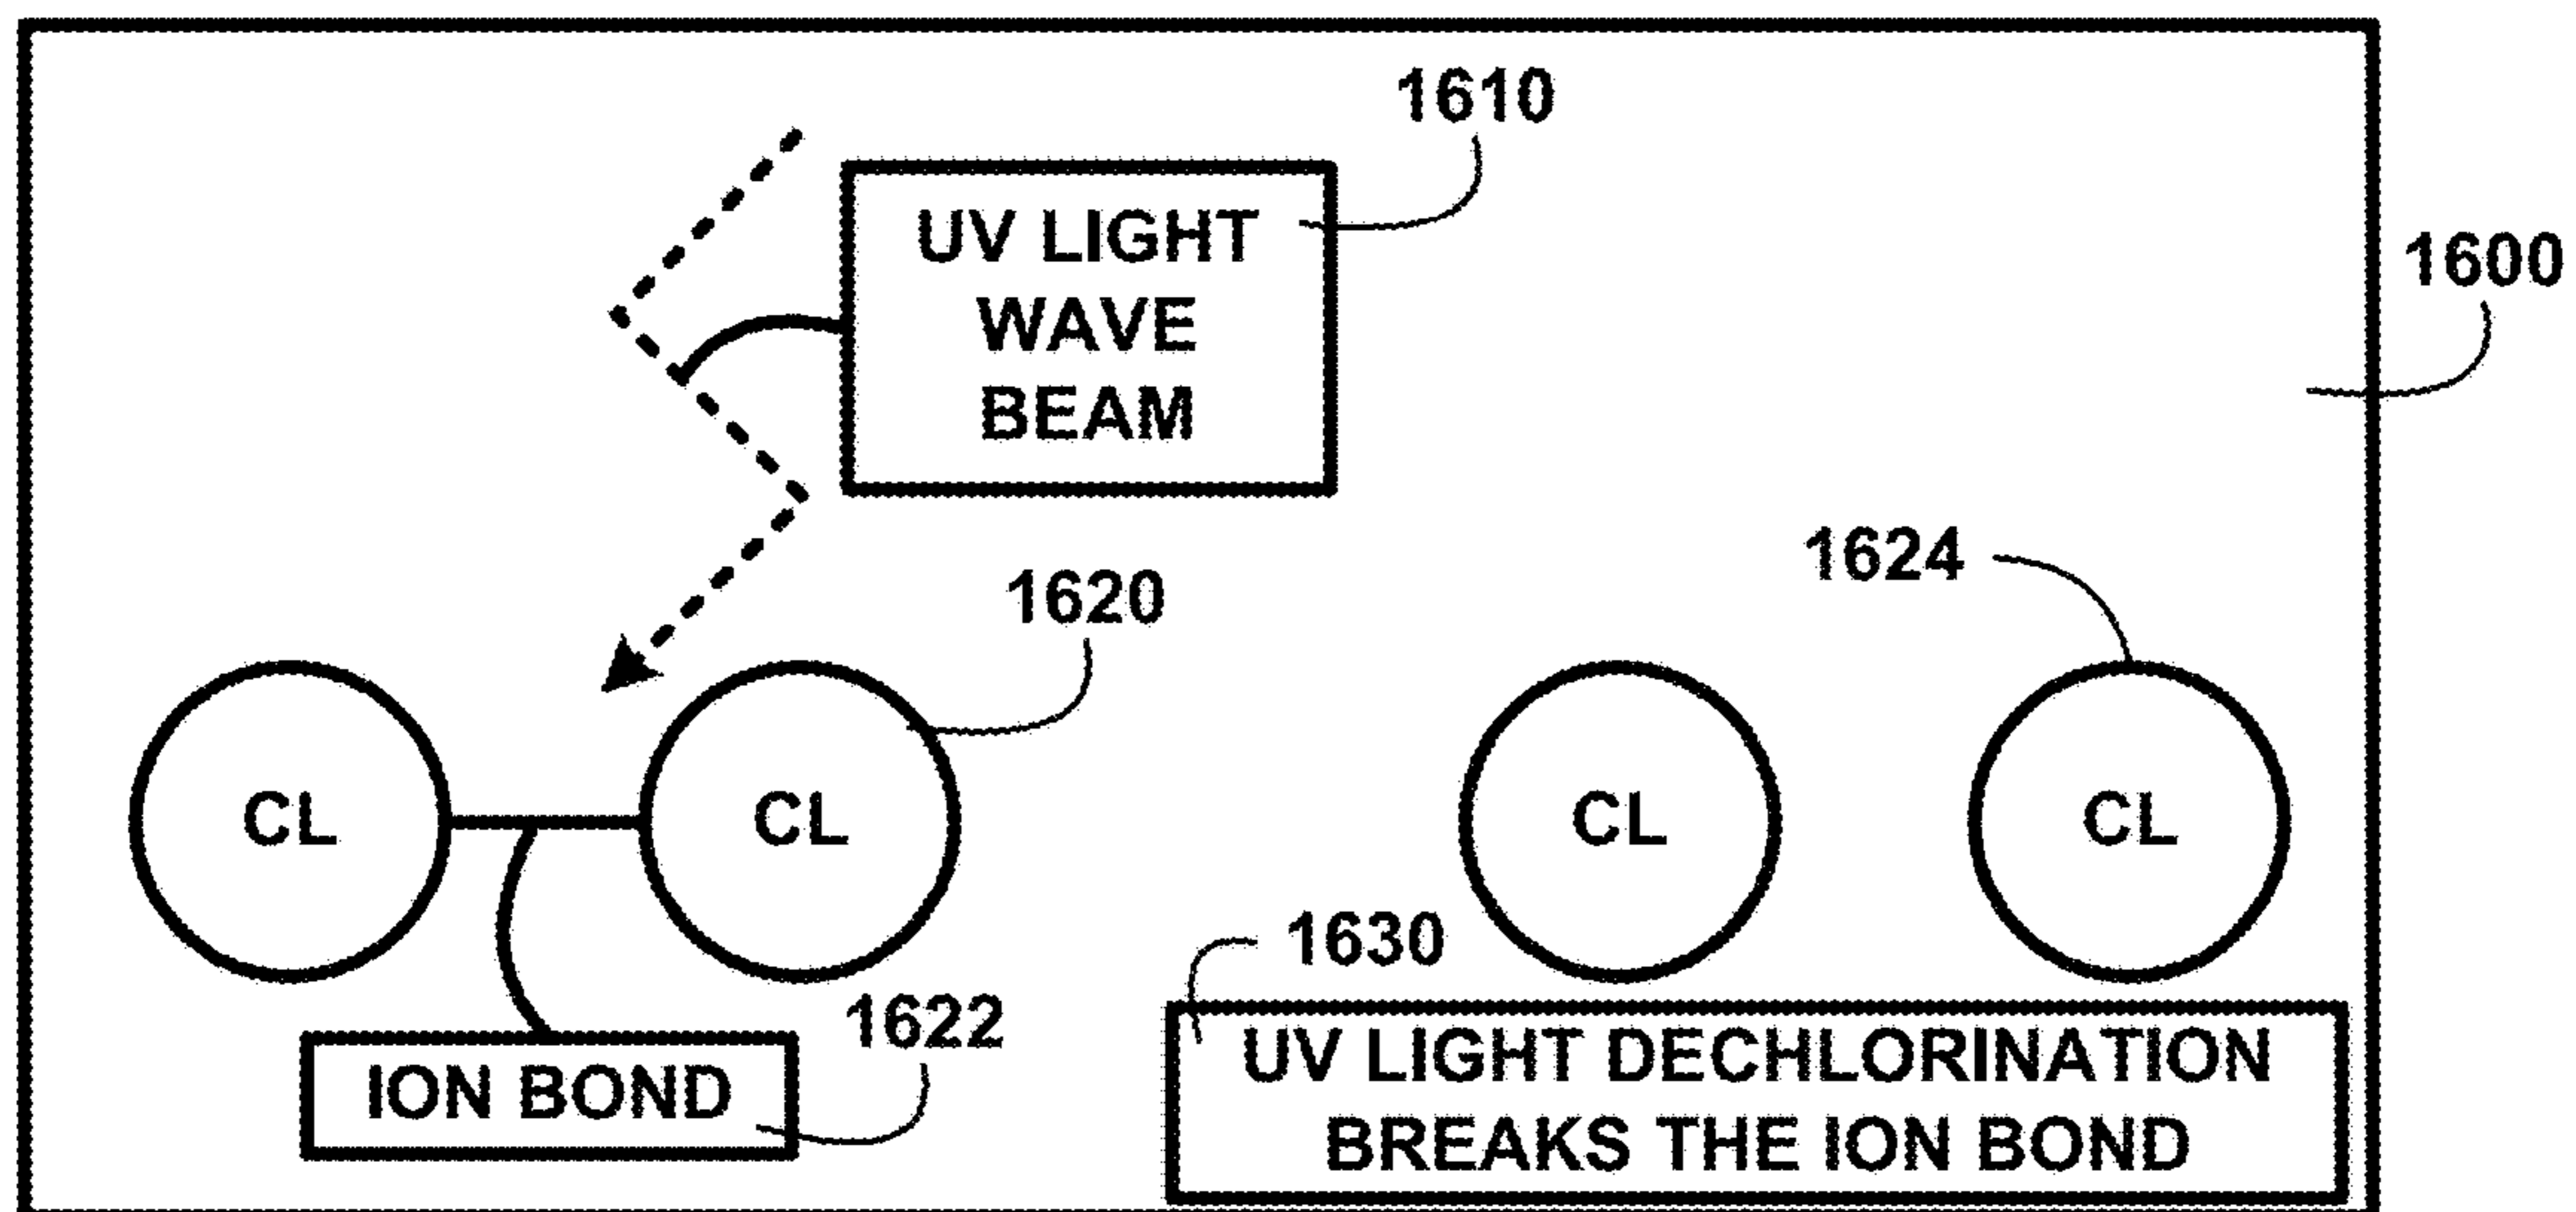 1610
UV LIGHT
WAVE
BEAM
1600
1624
1620
CL
CL
CL
CL
1630
1622
ION BOND
UV LIGHT DECHLORINATION
BREAKS THE ION BOND